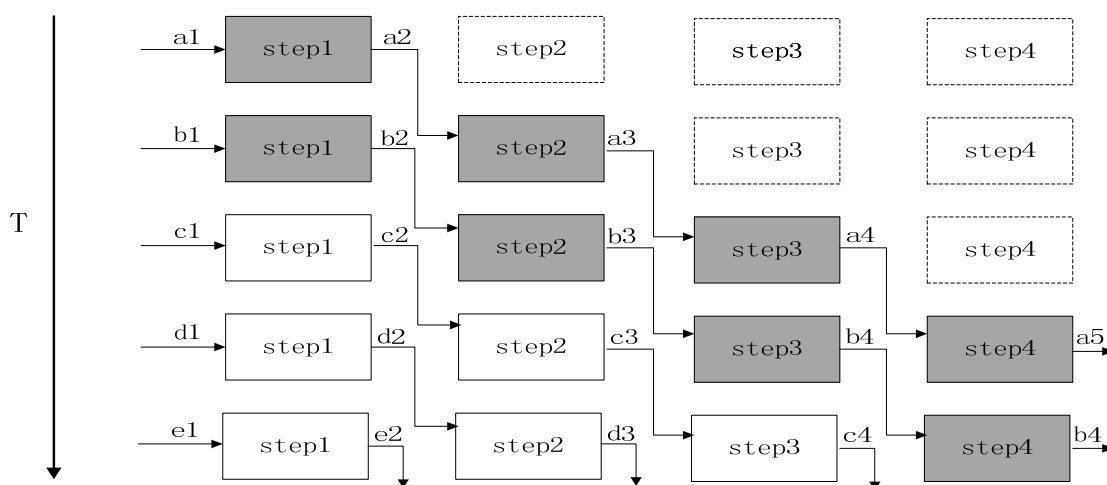 a1 step1 a2 step2 step3 step4
b1 step1 b2 step2 a3 step3 step4
T
c1 step1 c2 step2 b3 step3 a4 step4
d1 step1 d2 step2 c3 step3 b4 step4 a5
e1 step1 e2 step2 d3 step3 c4 step4 b4